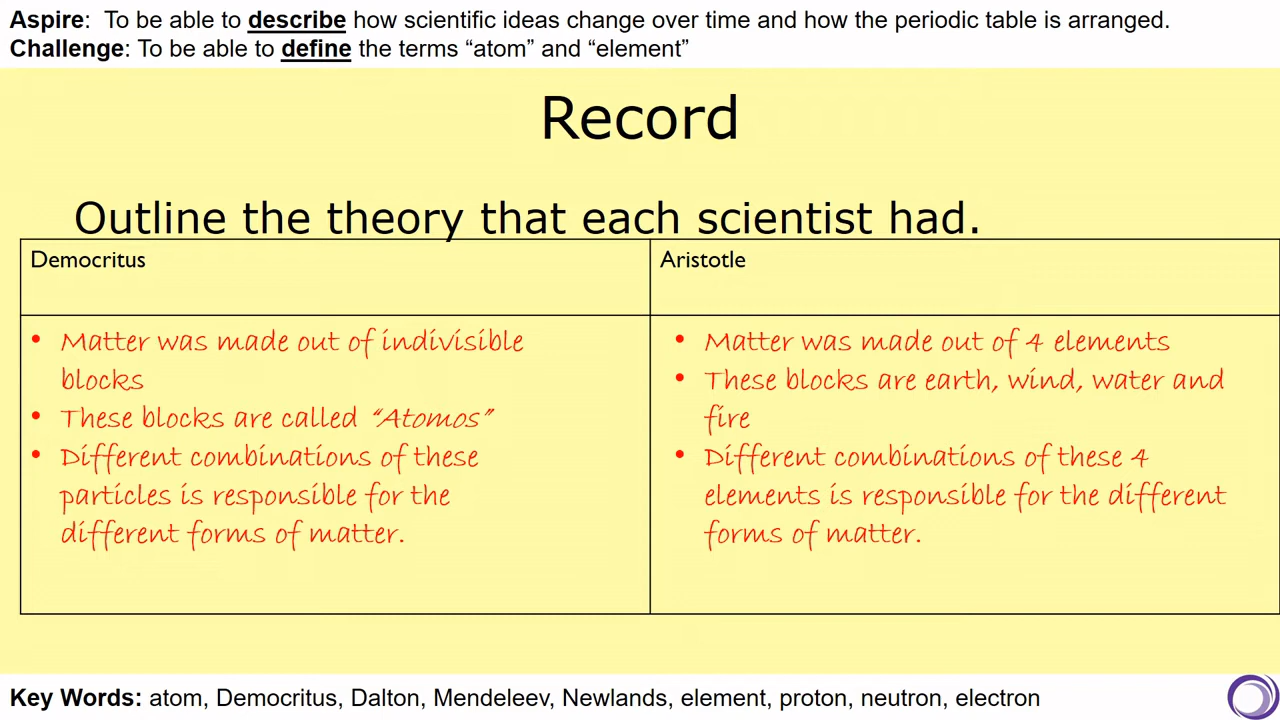 Aspire: To be able to describe how scientific ideas change over time and how the periodic table is arranged.
Challenge: To be able to define the terms “atom” and “element”
Record
Outline the theory that each scientist had.
Democritus
• Matter was made out of indivisible
blocks
• These blocks are called “Atomos”
• Different combinations of these
particles is responsible for the
different forms of matter.
Aristotle
• Matter was made out of 4 elements
• These blocks are earth, wind, water and
fire
• Different combinations of these 4
elements is responsible for the different
forms of matter.
Key Words: atom, Democritus, Dalton, Mendeleev, Newlands, element, proton, neutron, electron